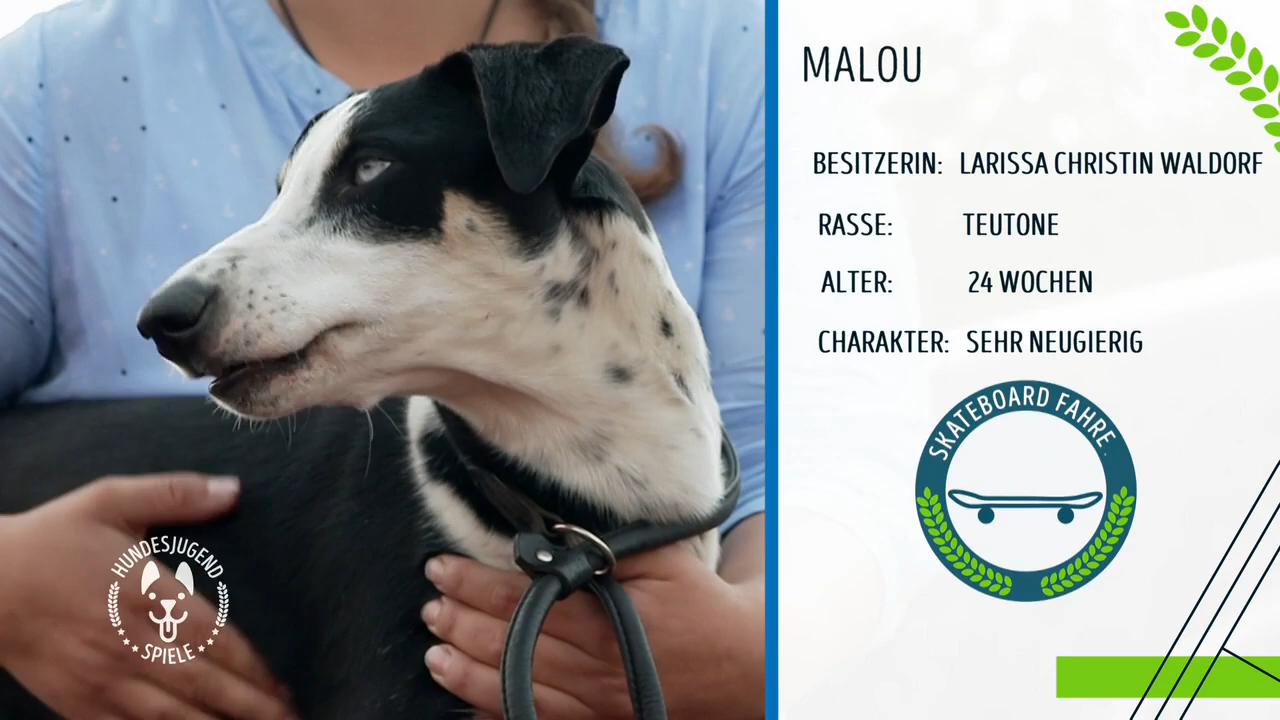 MALOU
BESITZERIN: LARISSA CHRISTIN WALDORF
RASSE: TEUTONE
ALTER: 24 WOCHEN
CHARAKTER: SEHR NEUGIERIG
SKATEBOARD FAHRE
HUNDESJUGEND
SPIELE